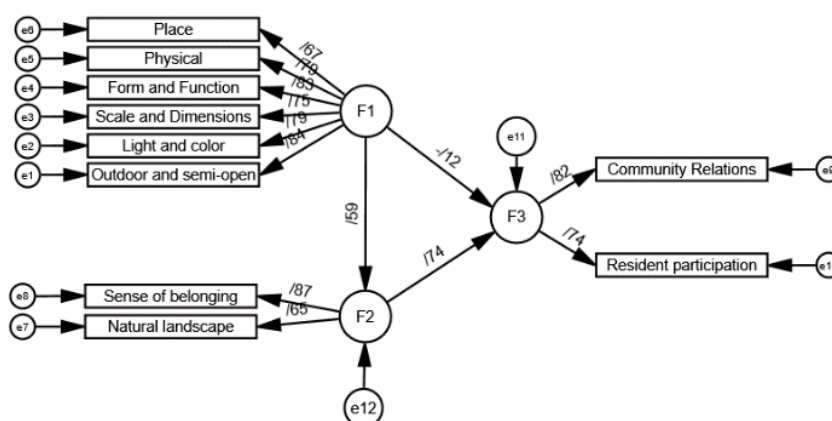 e6 Place
/67
e5 Physical
/79
e4 Form and Function
/83
F1
e3 Scale and Dimensions
/75
e2 Light and color
/79
e1 Outdoor and semi-open
/84
e11
-/12
/82
Community Relations
F3
/59
/74
/74
Resident participation
e8 Sense of belonging
/87
F2
e7 Natural landscape
/65
e12